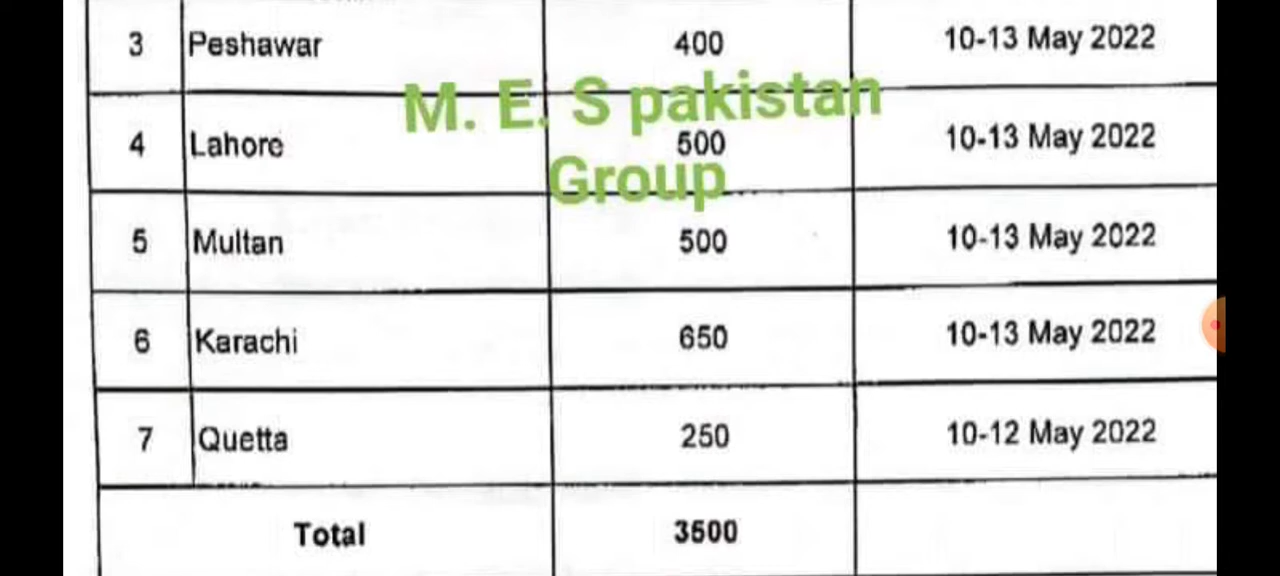 3 Peshawar 400 10-13 May 2022
M. E. S pakistan
4 Lahore 500 10-13 May 2022
Group
5 Multan 500 10-13 May 2022
6 Karachi 650 10-13 May 2022
7 Quetta 250 10-12 May 2022
Total 3500